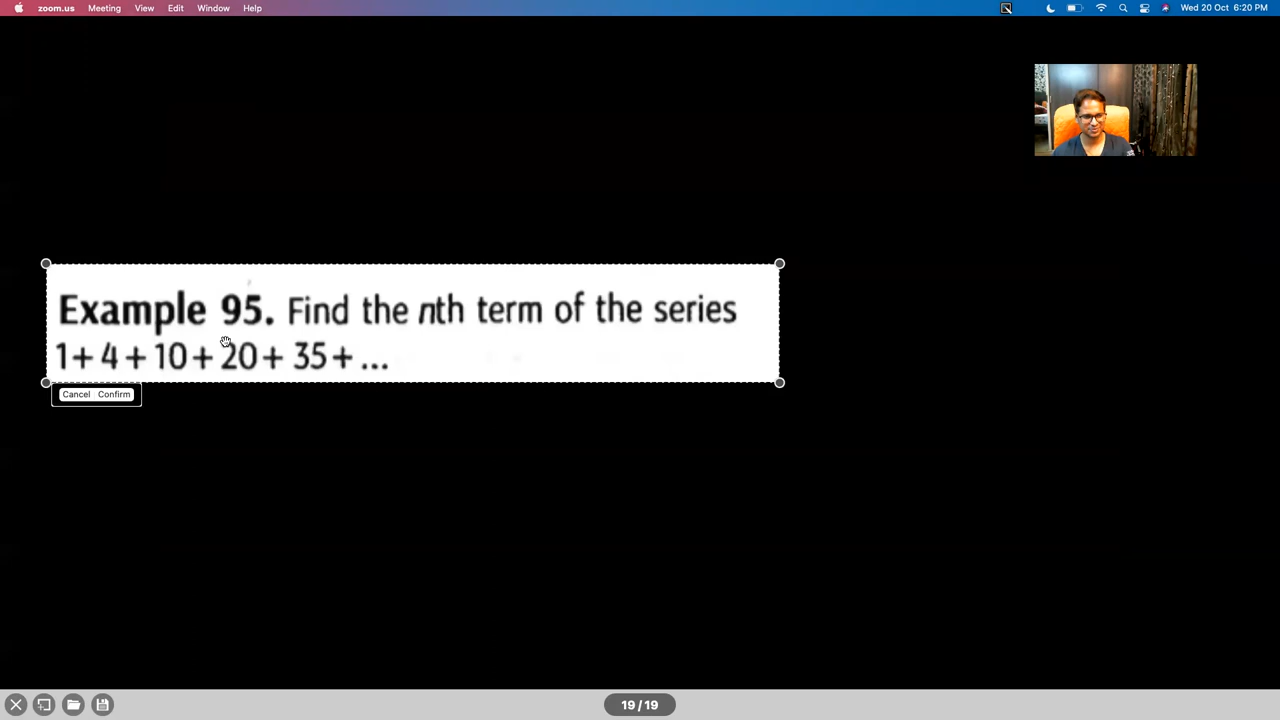 zoom.us Meeting View Edit Window Help Wed 20 Oct 6:20 PM
Example 95. Find the nth term of the series
1+ 4 + 10 + 20 + 35 + ...
Cancel Confirm
19 / 19